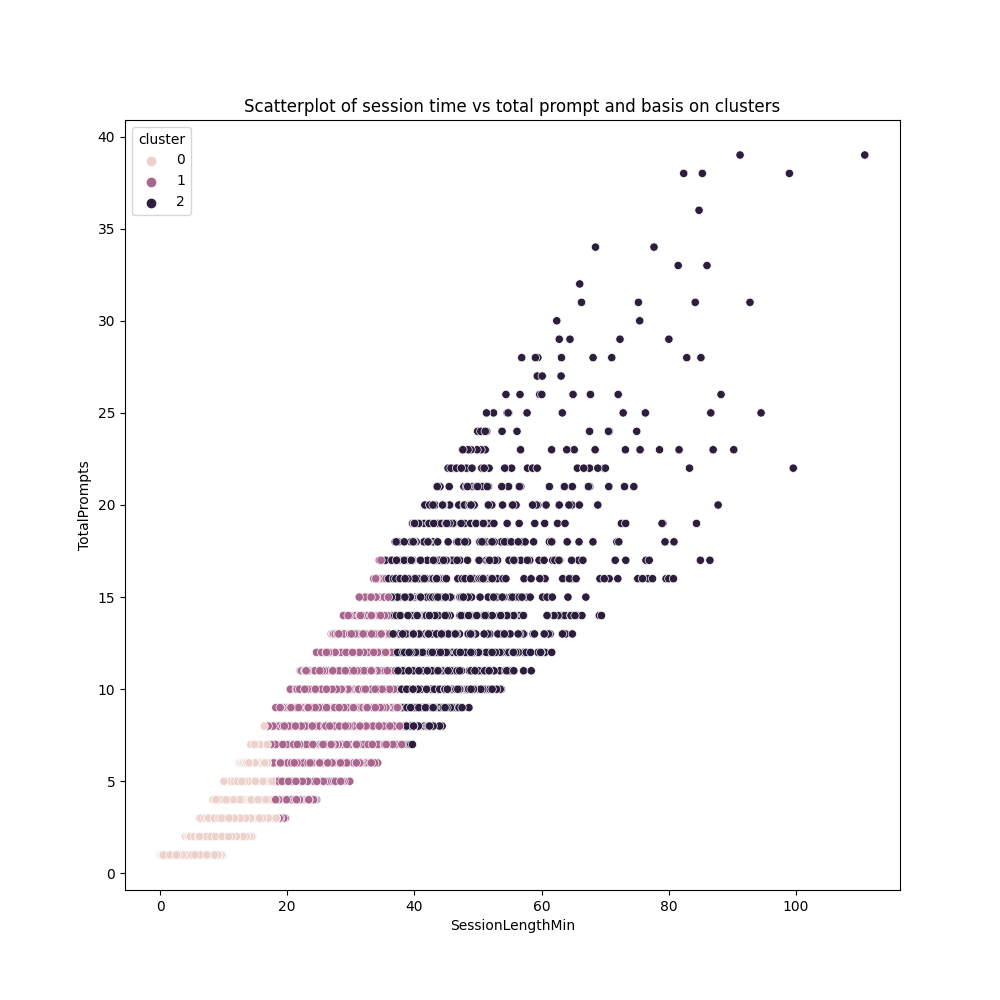 Scatterplot of session time vs total prompt and basis on clusters
cluster
0
1
2
40
35
30
25
20
15
10
5
0
TotalPrompts
0 20 40 60 80 100
SessionLengthMin